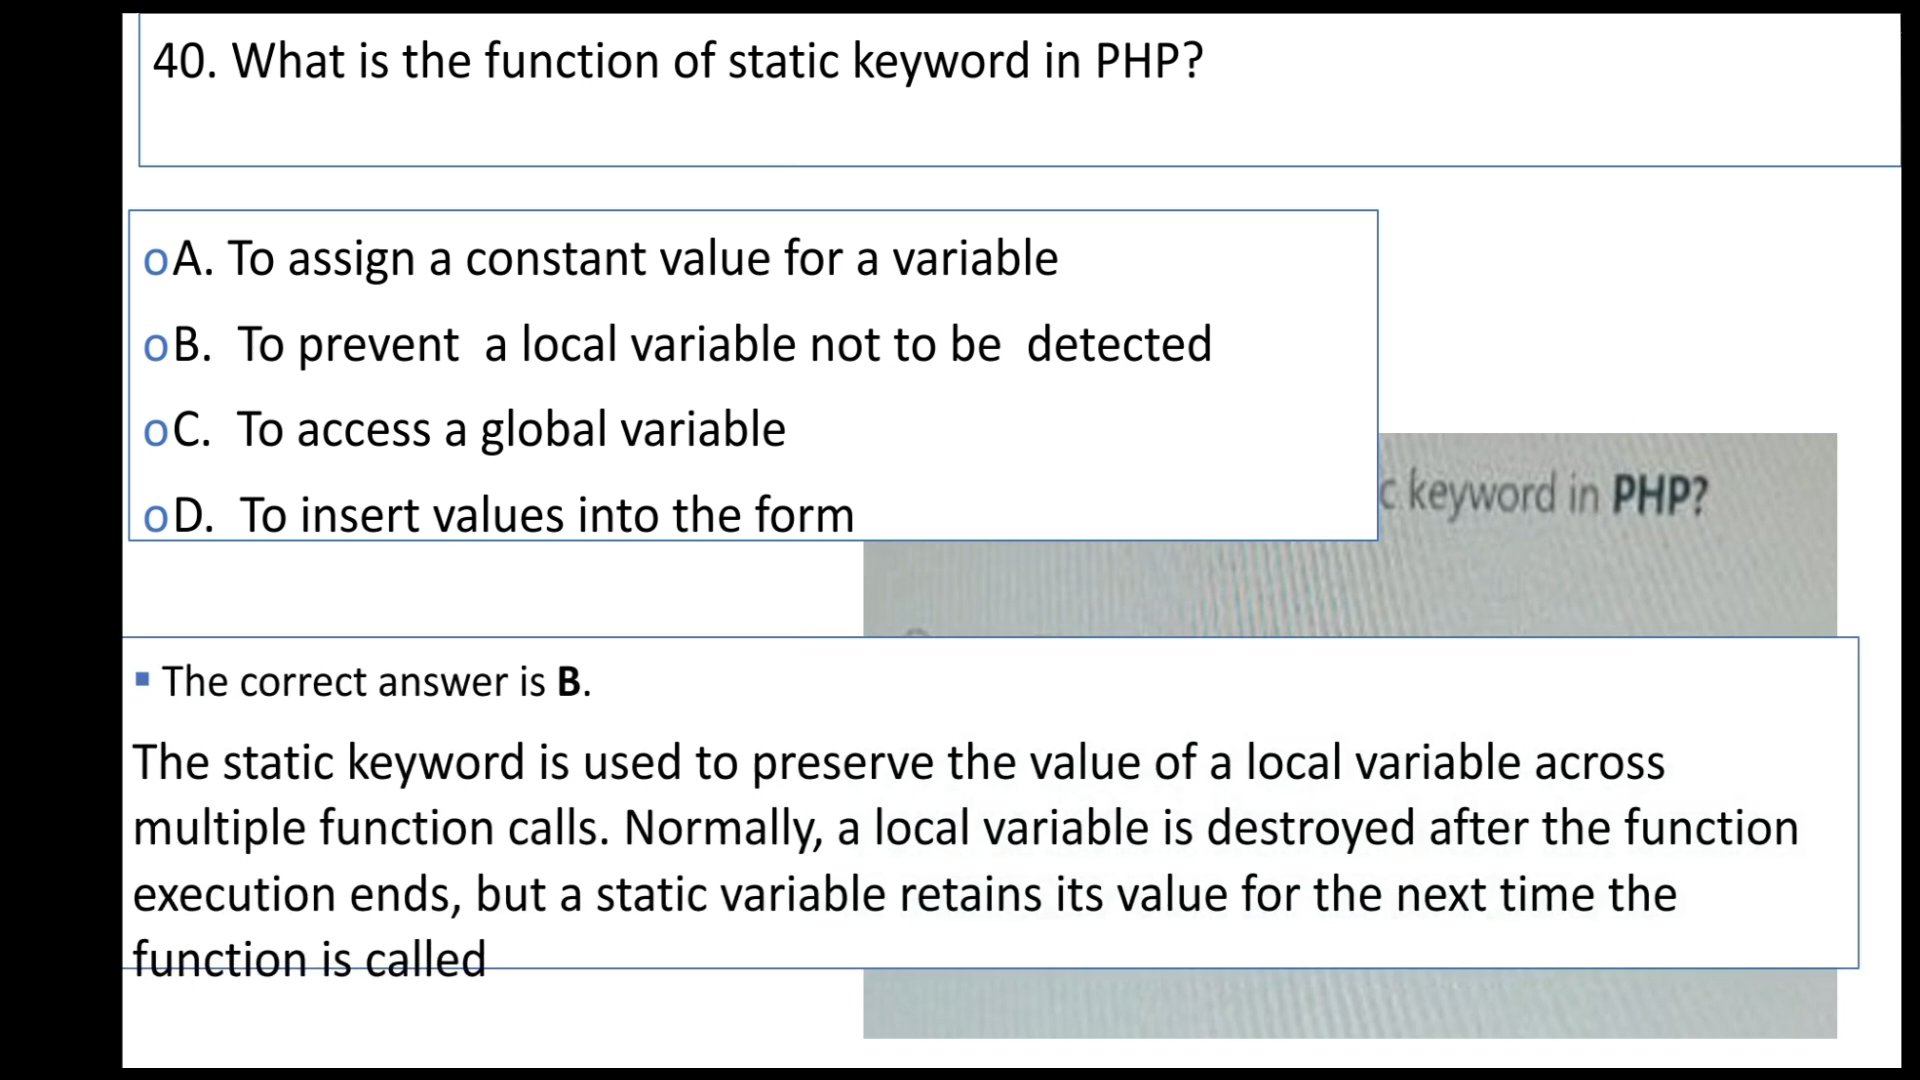 40. What is the function of static keyword in PHP?
oA. To assign a constant value for a variable
oB. To prevent a local variable not to be detected
oC. To access a global variable
oD. To insert values into the form
c keyword in PHP?
▪ The correct answer is B.
The static keyword is used to preserve the value of a local variable across
multiple function calls. Normally, a local variable is destroyed after the function
execution ends, but a static variable retains its value for the next time the
function is called